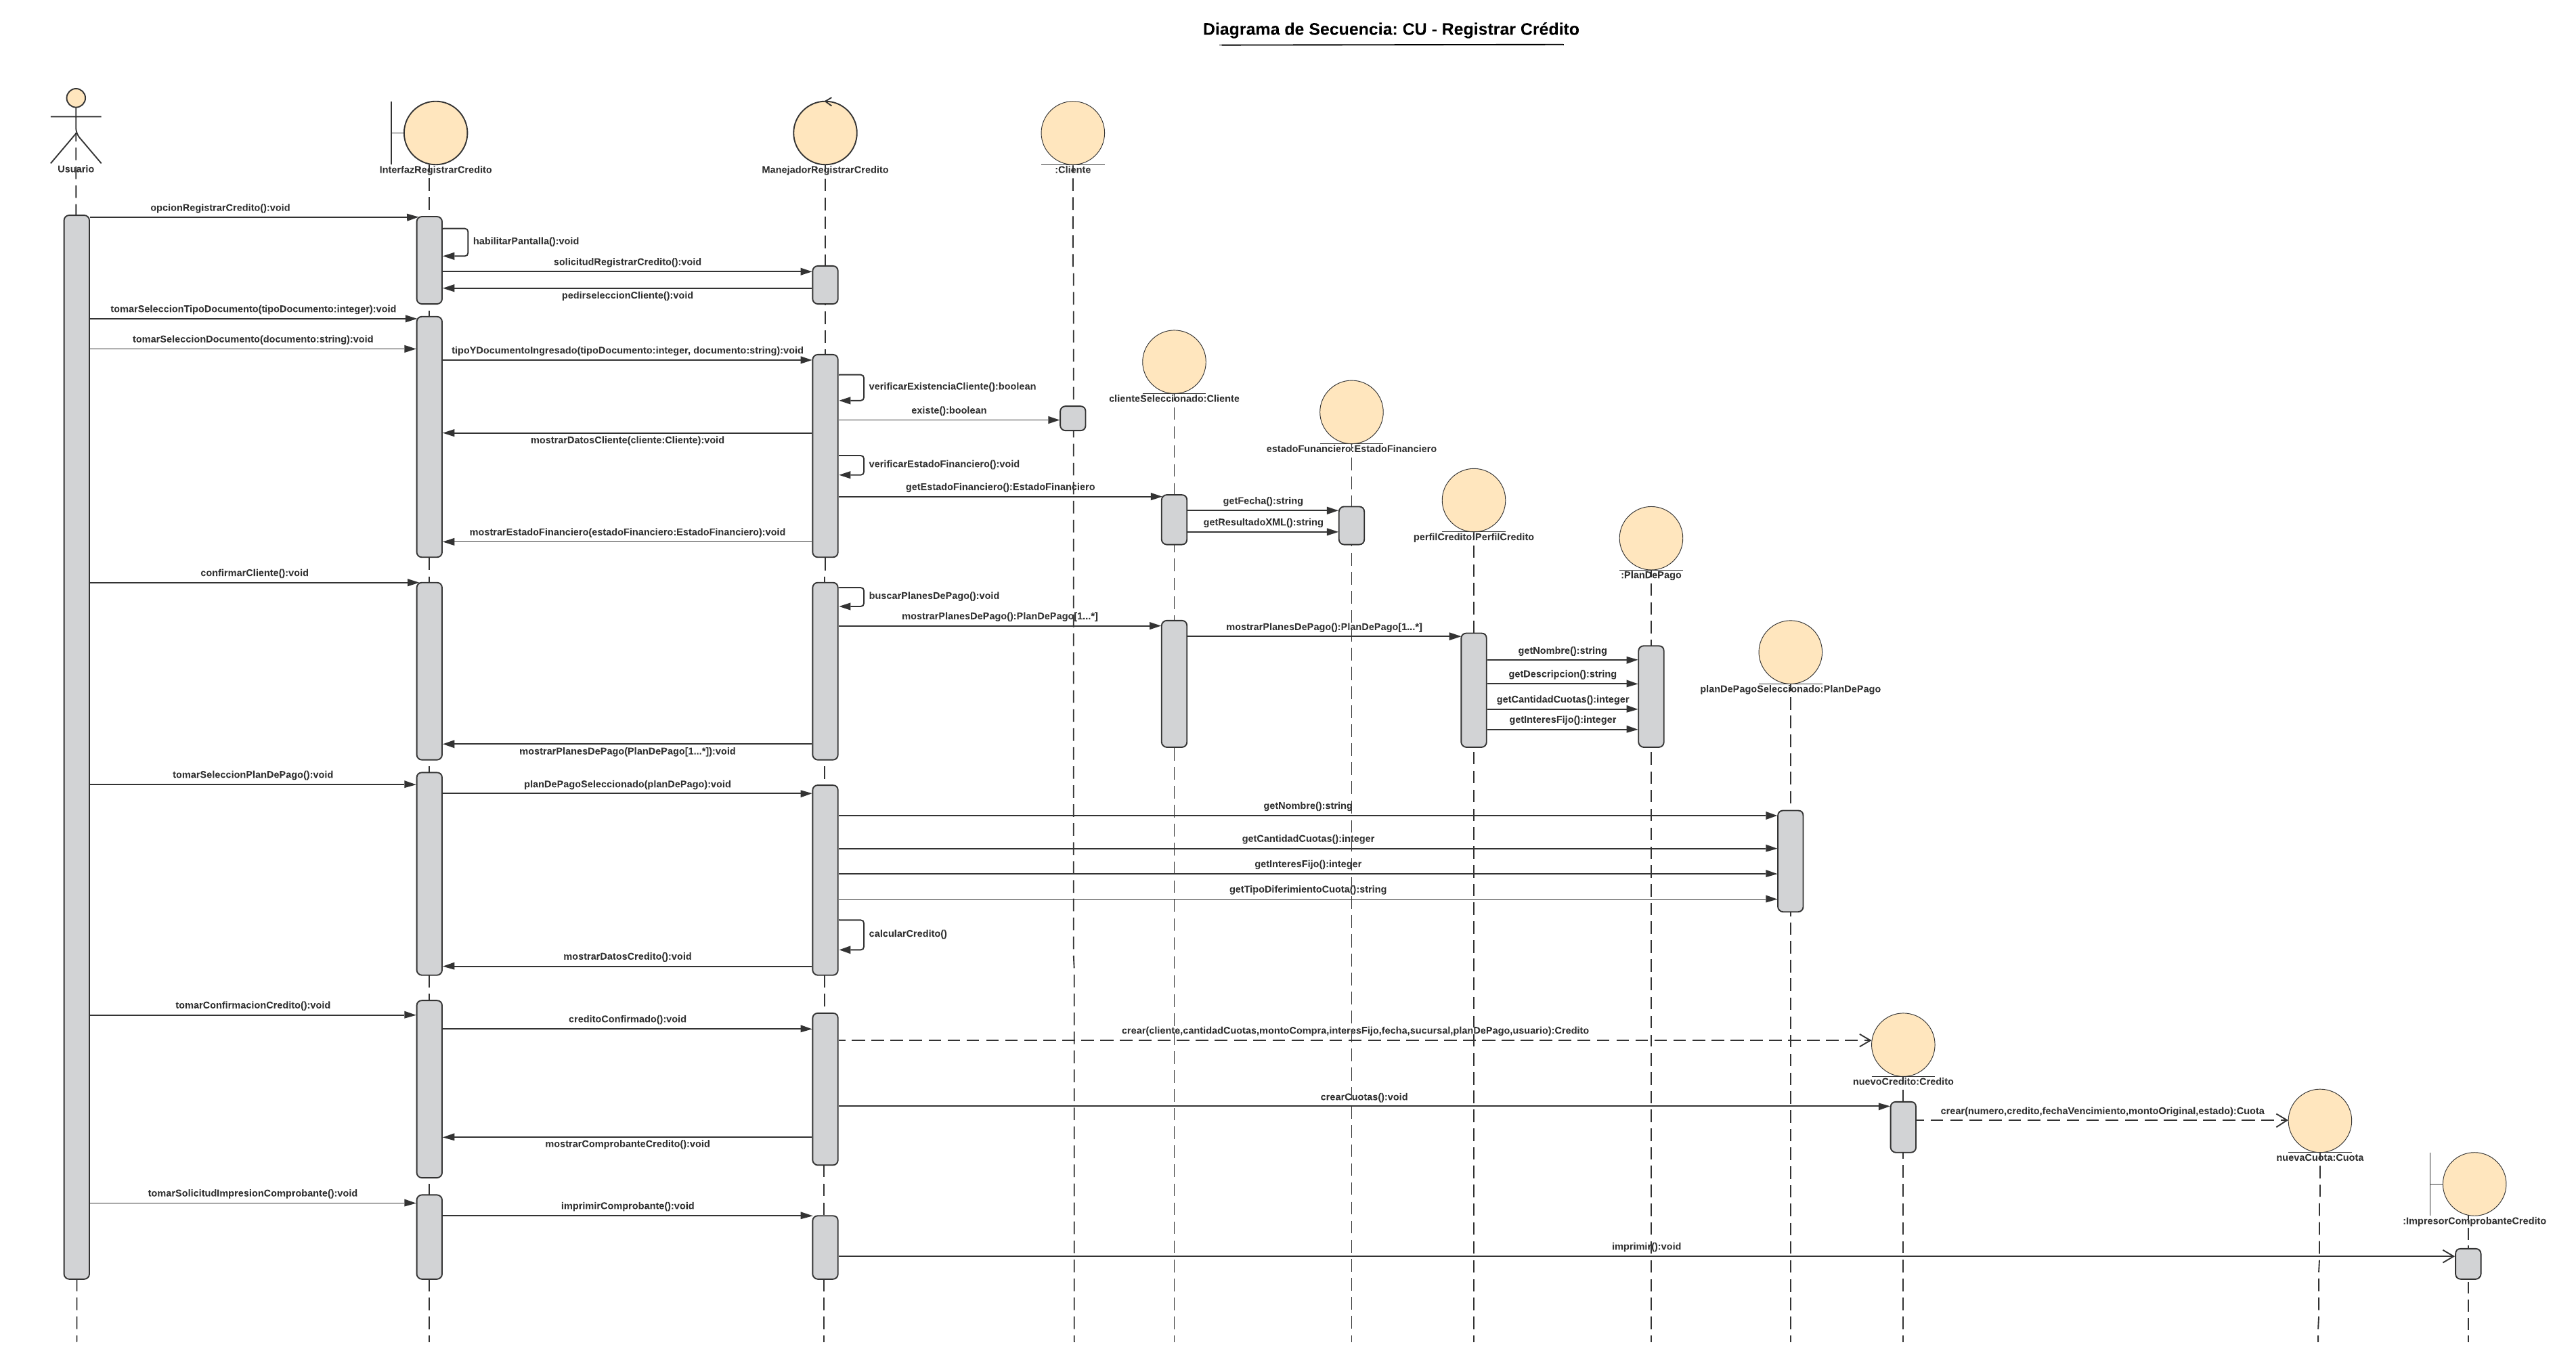 Diagrama de Secuencia: CU - Registrar Crédito
Usuario
InterfazRegistrarCredito
ManejadorRegistrarCredito
:Cliente
opcionRegistrarCredito():void
habilitarPantalla():void
solicitudRegistrarCredito():void
pedirseleccionCliente():void
tomarSeleccionTipoDocumento(tipoDocumento:integer):void
tomarSeleccionDocumento(documento:string):void
tipoYDocumentoIngresado(tipoDocumento:integer, documento:string):void
verificarExistenciaCliente():boolean
clienteSeleccionado:Cliente
existe():boolean
mostrarDatosCliente(cliente:Cliente):void
estadoFunanciero:EstadoFinanciero
verificarEstadoFinanciero():void
getEstadoFinanciero():EstadoFinanciero
getFecha():string
getResultadoXML():string
mostrarEstadoFinanciero(estadoFinanciero:EstadoFinanciero):void
perfilCredito:PerfilCredito
confirmarCliente():void
:PlanDePago
buscarPlanesDePago():void
mostrarPlanesDePago():PlanDePago[1...*]
mostrarPlanesDePago():PlanDePago[1...*]
getNombre():string
getDescripcion():string
planDePagoSeleccionado:PlanDePago
getCantidadCuotas():integer
getInteresFijo():integer
mostrarPlanesDePago(PlanDePago[1...*]):void
tomarSeleccionPlanDePago():void
planDePagoSeleccionado(planDePago):void
getNombre():string
getCantidadCuotas():integer
getInteresFijo():integer
getTipoDiferimientoCuota():string
calcularCredito()
mostrarDatosCredito():void
tomarConfirmacionCredito():void
creditoConfirmado():void
crear(cliente,cantidadCuotas,montoCompra,interesFijo,fecha,sucursal,planDePago,usuario):Credito
nuevoCredito:Credito
crearCuotas():void
crear(numero,credito,fechaVencimiento,montoOriginal,estado):Cuota
mostrarComprobanteCredito():void
nuevaCuota:Cuota
tomarSolicitudImpresionComprobante():void
imprimirComprobante():void
:ImpresorComprobanteCredito
imprimir():void